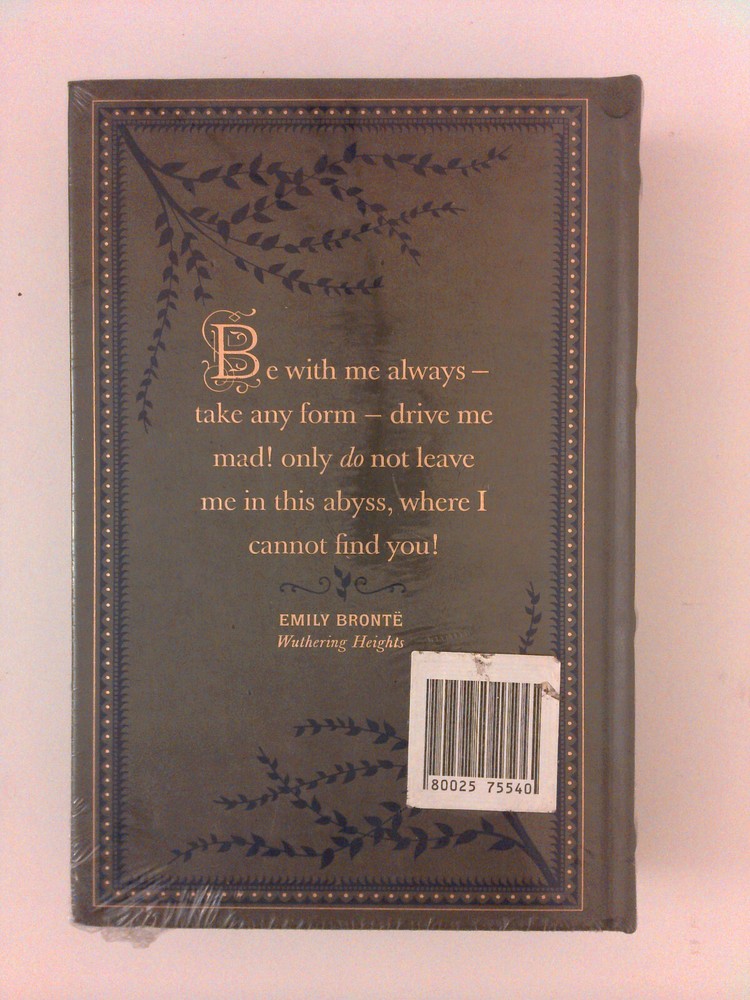 Be with me always –
take any form – drive me
mad! only do not leave
me in this abyss, where I
cannot find you!
EMILY BRONTË
Wuthering Heights
80025 75540